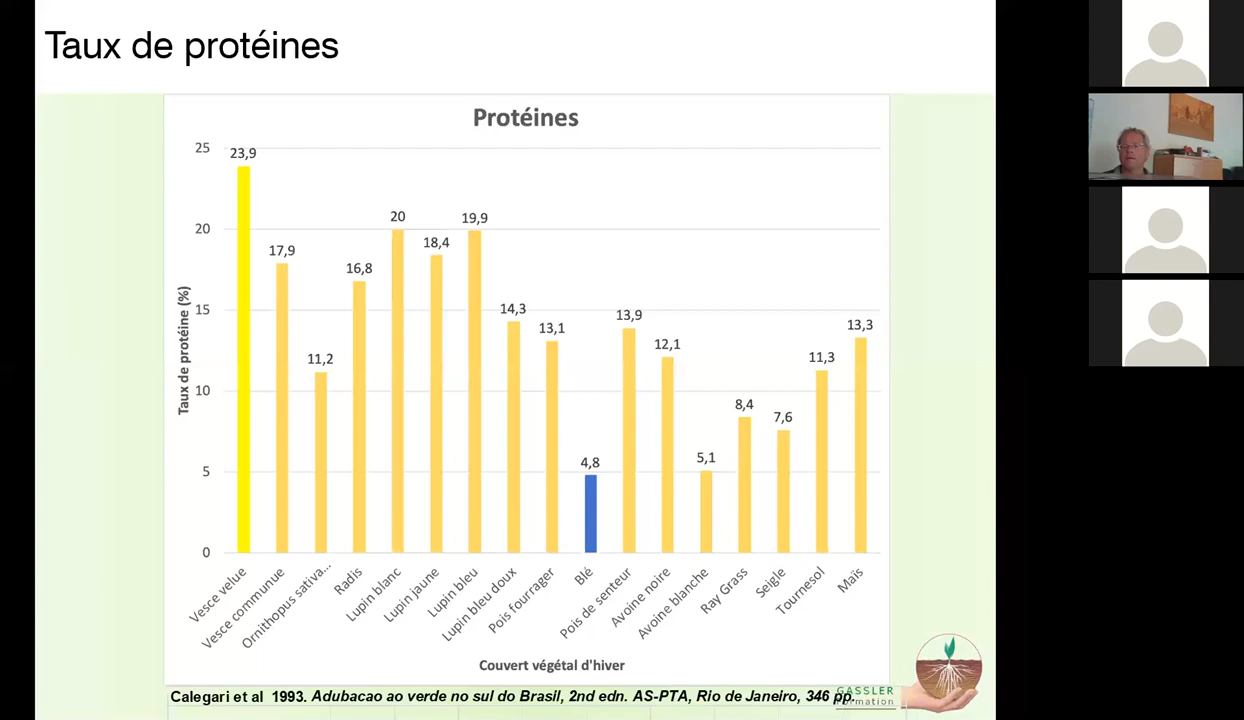 Taux de protéines
Protéines
Taux de protéine (%)
25
20
15
10
5
0
23,9
17,9
11,2
16,8
20
18,4
19,9
14,3
13,1
4,8
13,9
12,1
5,1
8,4
7,6
11,3
13,3
Vesce velue
Vesce communue
Ornithopus sativa...
Radis
Lupin blanc
Lupin jaune
Lupin bleu
Lupin bleu doux
Pois fourrager
Blé
Pois de senteur
Avoine noire
Avoine blanche
Ray Grass
Seigle
Tournesol
Maïs
Couvert végétal d'hiver
Calegari et al 1993. Adubacao ao verde no sul do Brasil, 2nd edn. AS-PTA, Rio de Janeiro, 346 pp.
GASSLER
Formation